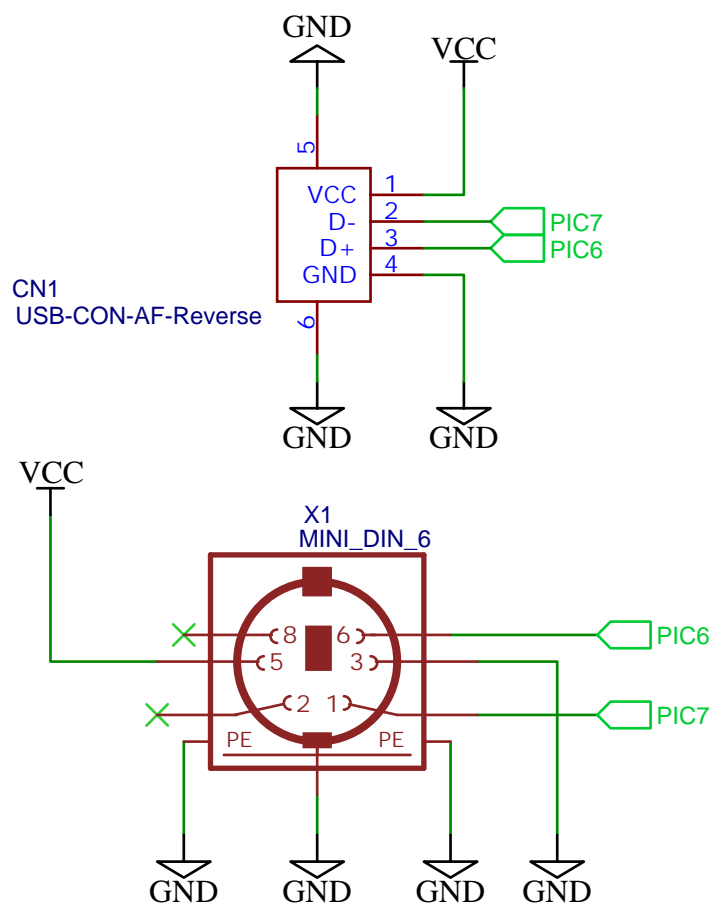 GND
VCC
5
VCC 1
D- 2 PIC7
D+ 3 PIC6
GND 4
CN1
USB-CON-AF-Reverse
6
GND GND
VCC
X1
MINI_DIN_6
8 6 PIC6
5 3
2 1 PIC7
PE PE
GND GND GND GND